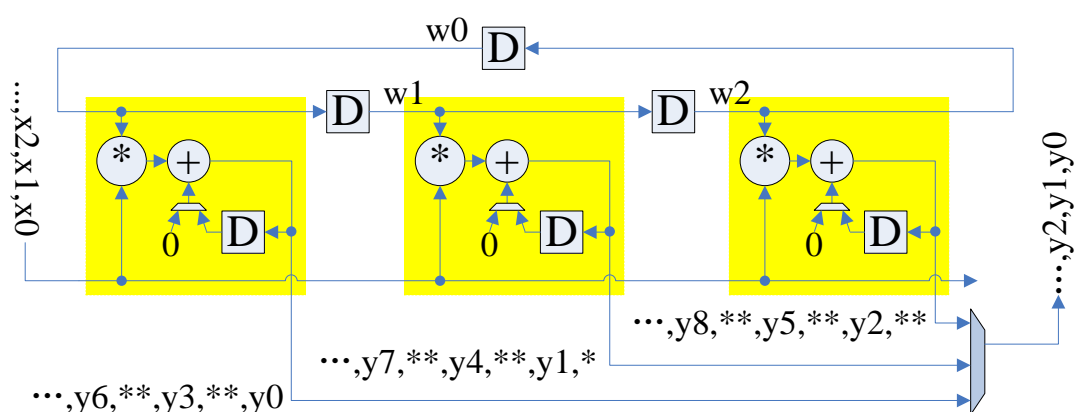 w0
D
D
w1
D
w2
…,x2,x1,x0
*
+
*
+
*
+
0
D
0
D
0
D
…,y2,y1,y0
…,y8,**,y5,**,y2,**
…,y7,**,y4,**,y1,*
…,y6,**,y3,**,y0